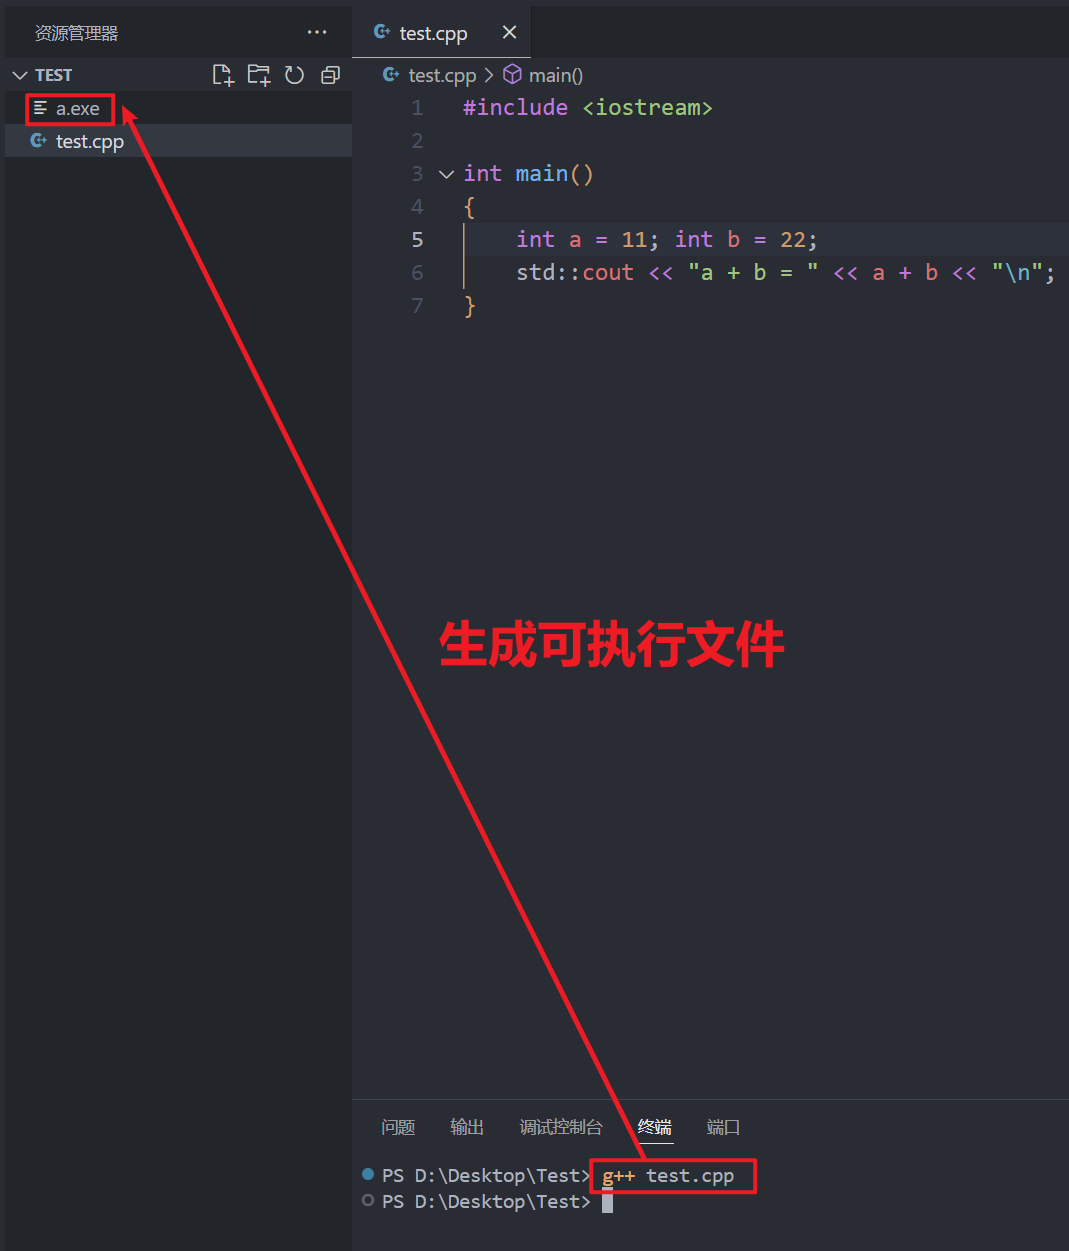 资源管理器 ···
TEST
a.exe
test.cpp
test.cpp
test.cpp > main()
1 #include <iostream>
2
3 int main()
4 {
5 int a = 11; int b = 22;
6 std::cout << "a + b = " << a + b << "\n";
7 }
生成可执行文件
问题 输出 调试控制台 终端 端口
PS D:\Desktop\Test> g++ test.cpp
PS D:\Desktop\Test>